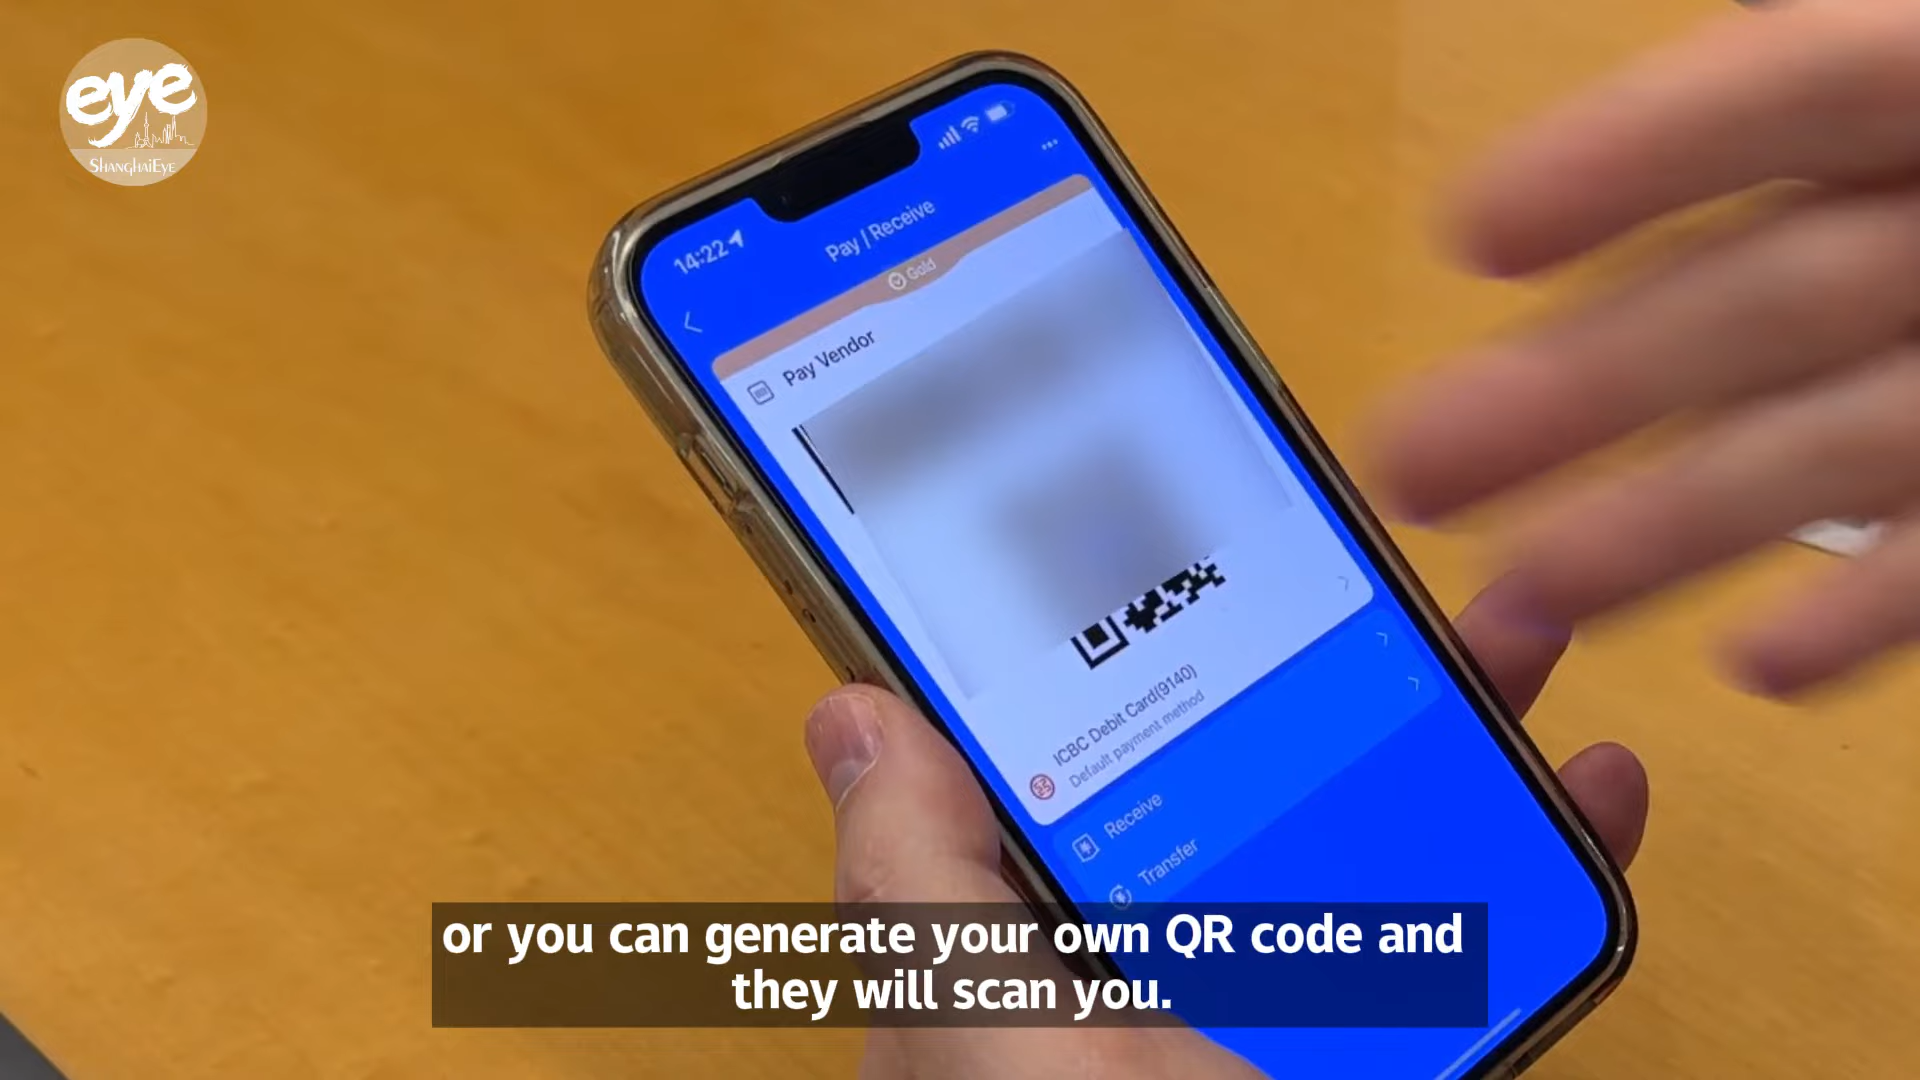 eye
SHANGHAIEYE
14:22
Pay / Receive
Gold
Pay Vendor
ICBC Debit Card(9140)
Default payment method
Receive
Transfer
or you can generate your own QR code and
they will scan you.